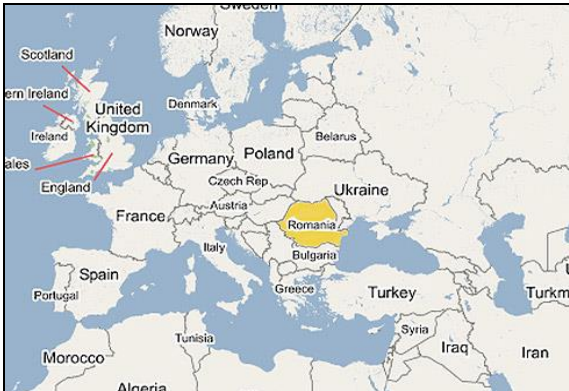 Sweden
Norway
Scotland
ern Ireland
United
Kingdom
Denmark
Ireland
Belarus
ales
Germany
Poland
England
Czech Rep
Ukraine
Austria
France
Romania
Italy
Bulgaria
Spain
Greece
Turkey
Portugal
Turkm
Syria
Tunisia
Iraq
Iran
Morocco
Algeria